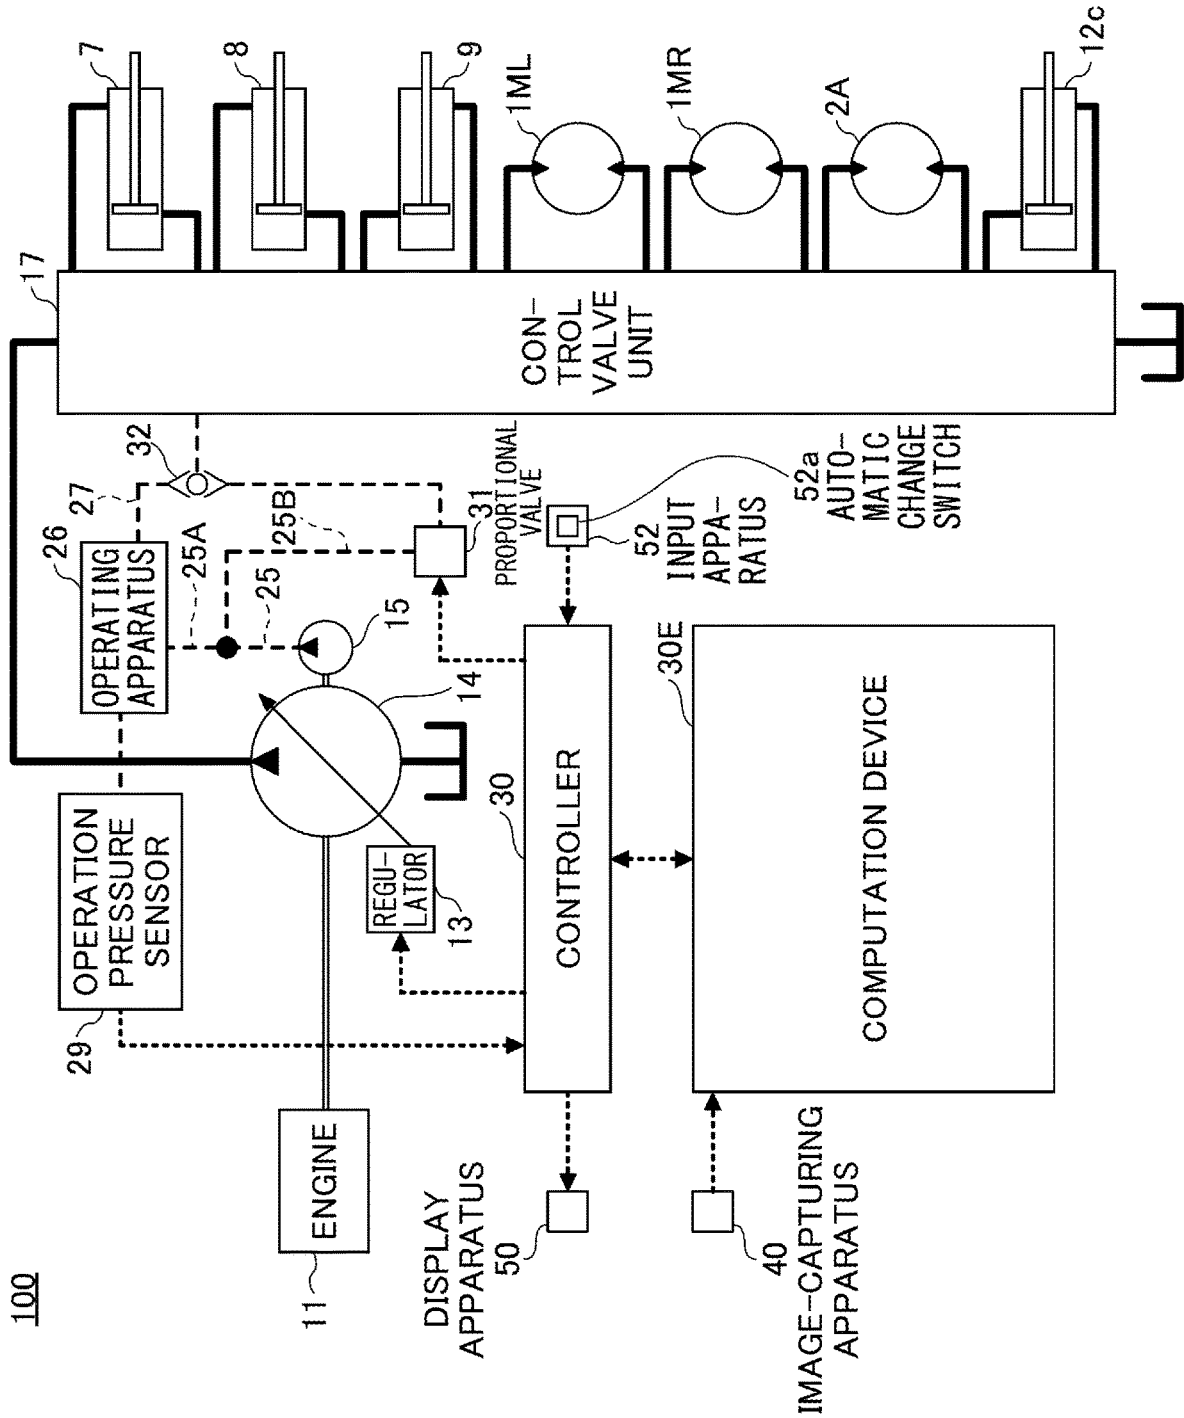 100
ENGINE
11
OPERATION
PRESSURE
SENSOR
29
OPERATING
APPARATUS
26
27
32
25A
25
25B
15
14
REGU-
LATOR
13
31
PROPORTIONAL
VALVE
17
CON-
TROL
VALVE
UNIT
7
8
9
1ML
1MR
2A
12c
30
CONTROLLER
30E
COMPUTATION DEVICE
52
INPUT
APPA-
RATUS
52a
AUTO-
MATIC
CHANGE
SWITCH
DISPLAY
APPARATUS
50
40
IMAGE-CAPTURING
APPARATUS